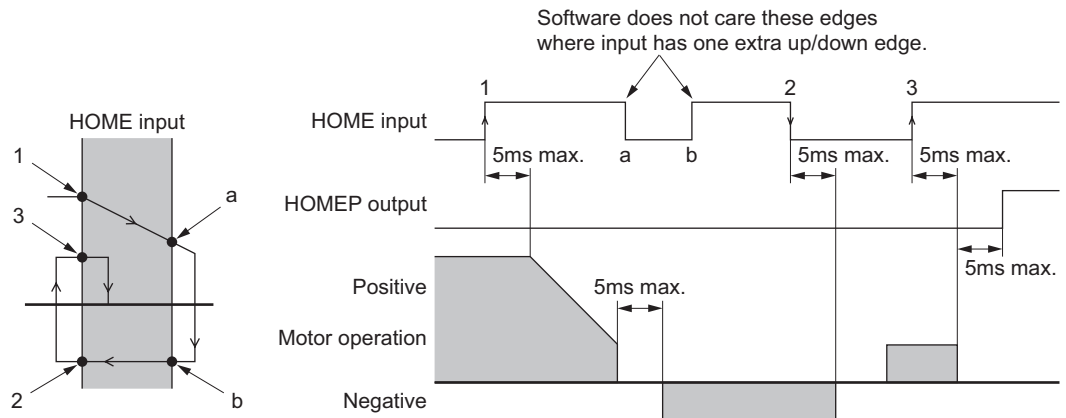 Software does not care these edges
where input has one extra up/down edge.
HOME input
1
a
3
2
b
1
2
3
HOME input
a
b
5ms max.
5ms max.
5ms max.
HOMEP output
5ms max.
Positive
5ms max.
Motor operation
Negative